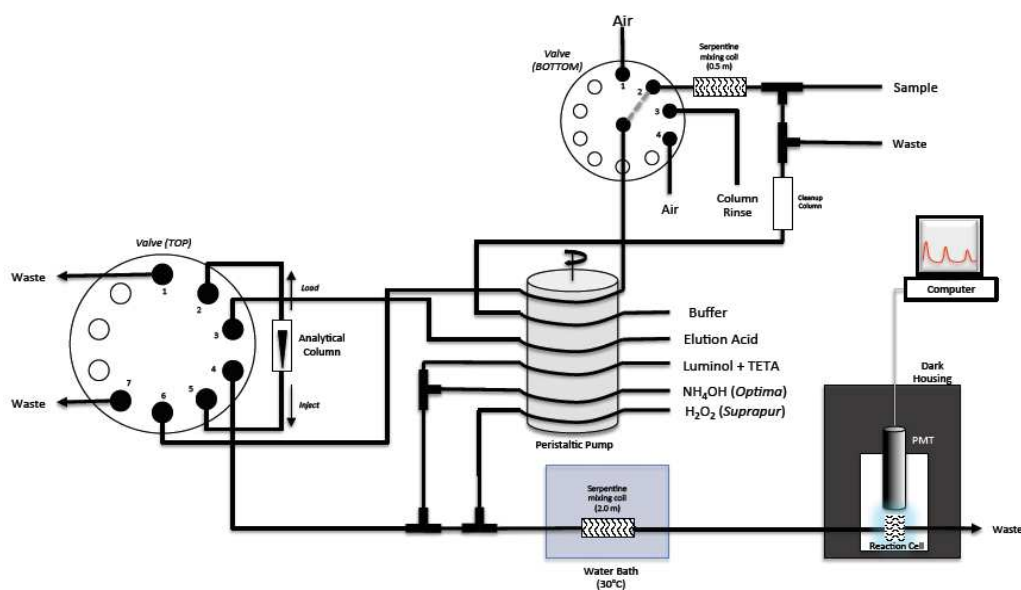 Air
Valve
(BOTTOM)
Serpentine
mixing coil
(0.5 m)
1
2
3
4
Sample
Waste
Air
Column
Rinse
Cleanup
Column
Valve (TOP)
Waste
1
2
3
4
5
6
7
Load
Analytical
Column
Inject
Waste
Buffer
Elution Acid
Luminol + TETA
NH₄OH (Optima)
H₂O₂ (Suprapur)
Peristaltic Pump
Computer
Dark
Housing
PMT
Reaction Cell
Waste
Serpentine
mixing coil
(2.0 m)
Water Bath
(30°C)